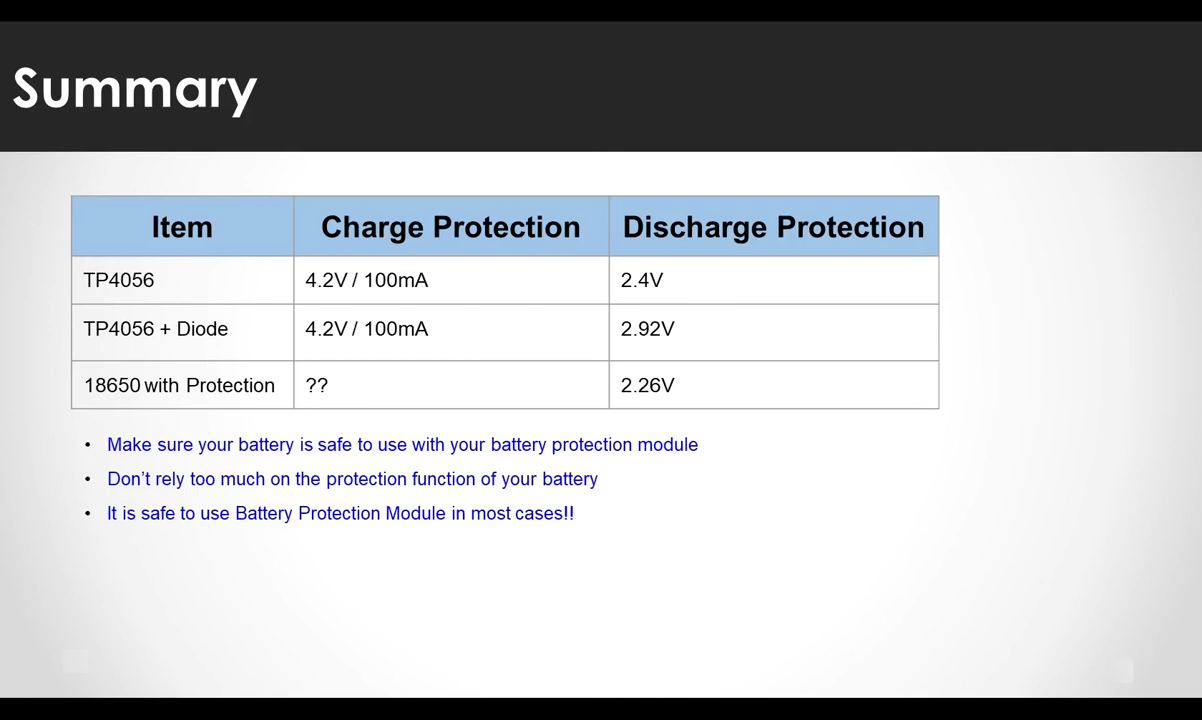 Summary
Item Charge Protection Discharge Protection
TP4056 4.2V / 100mA 2.4V
TP4056 + Diode 4.2V / 100mA 2.92V
18650 with Protection ?? 2.26V
• Make sure your battery is safe to use with your battery protection module
• Don’t rely too much on the protection function of your battery
• It is safe to use Battery Protection Module in most cases!!